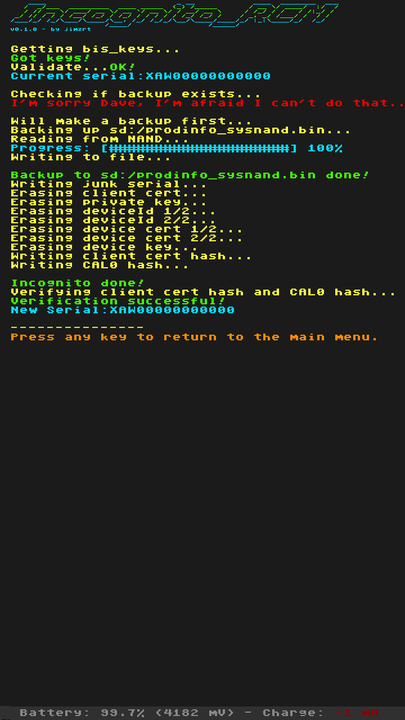 Incognito_RCM
v0.1.0 - by jimzrt
Getting bis_keys...
Got keys!
Validate...OK!
Current serial:XAW00000000000
Checking if backup exists...
I'm sorry Dave, I'm afraid I can't do that..
Will make a backup first...
Backing up sd:/prodinfo_sysnand.bin...
Reading from NAND...
Progress: [########################] 100%
Writing to file...
Backup to sd:/prodinfo_sysnand.bin done!
Writing junk serial...
Erasing client cert...
Erasing private key...
Erasing deviceId 1/2...
Erasing deviceId 2/2...
Erasing device cert 1/2...
Erasing device cert 2/2...
Erasing device key...
Writing client cert hash...
Writing CAL0 hash...
Incognito done!
Verifying client cert hash and CAL0 hash...
Verification successful!
New Serial:XAW00000000000
---------------
Press any key to return to the main menu.
Battery: 99.7% (4182 mV) - Charge: